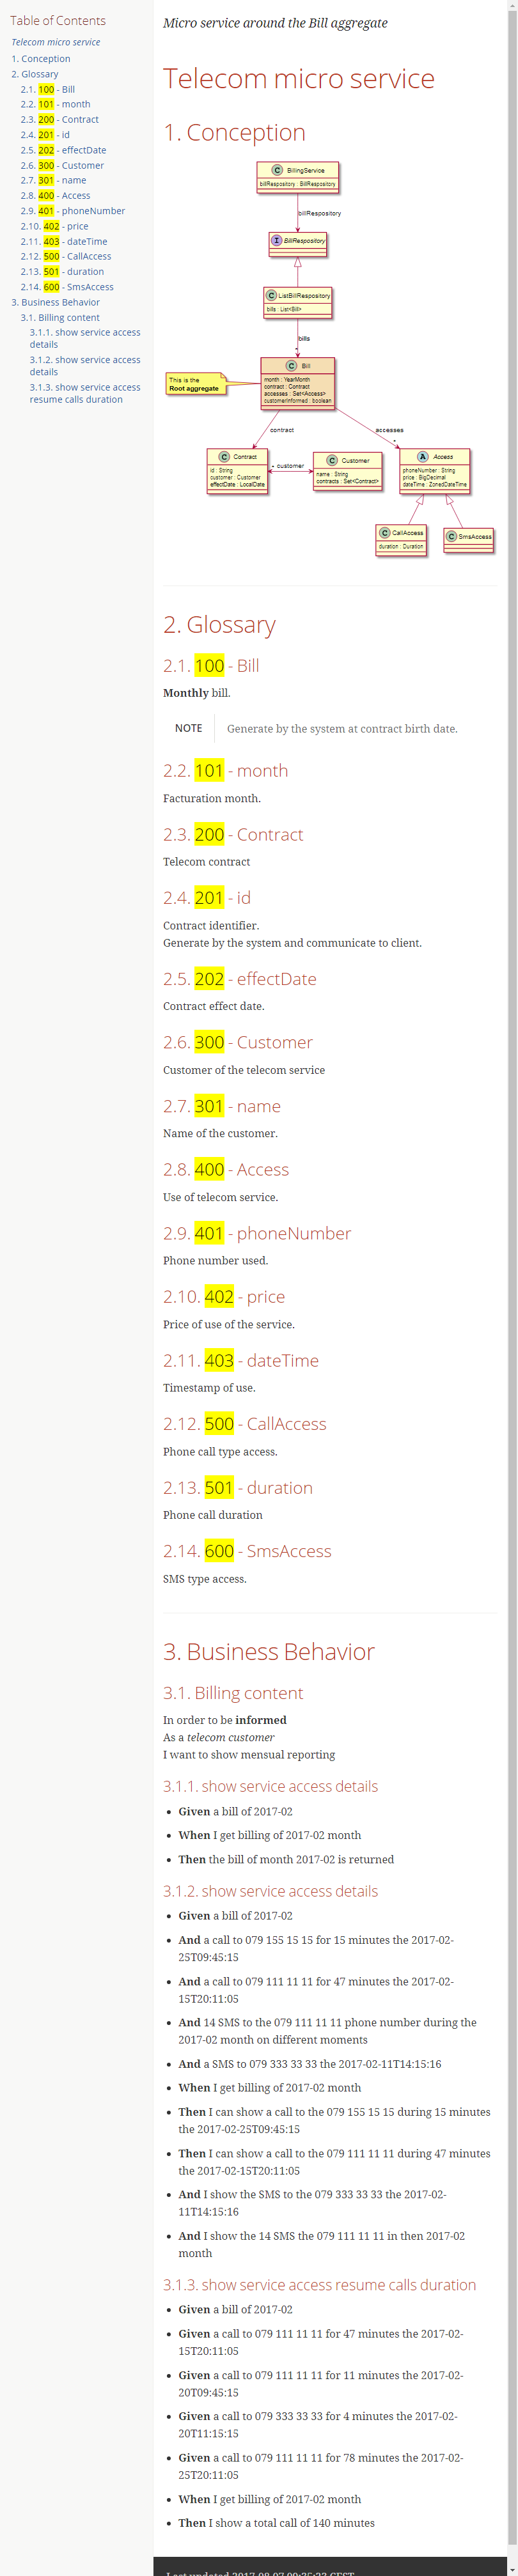 Table of Contents
Telecom micro service
1. Conception
2. Glossary
2.1. 100 - Bill
2.2. 101 - month
2.3. 200 - Contract
2.4. 201 - id
2.5. 202 - effectDate
2.6. 300 - Customer
2.7. 301 - name
2.8. 400 - Access
2.9. 401 - phoneNumber
2.10. 402 - price
2.11. 403 - dateTime
2.12. 500 - CallAccess
2.13. 501 - duration
2.14. 600 - SmsAccess
3. Business Behavior
3.1. Billing content
3.1.1. show service access
details
3.1.2. show service access
details
3.1.3. show service access
resume calls duration
Micro service around the Bill aggregate
Telecom micro service
1. Conception
C BillingService
billRespository : BillRespository
billRespository
I BillRespository
C ListBillRespository
bills : List<Bill>
bills
*
C Bill
month : YearMonth
contract : Contract
accesses : Set<Access>
customerInformed : boolean
This is the
Root aggregate
contract
accesses
*
C Contract
id : String
customer : Customer
effectDate : LocalDate
* customer
C Customer
name : String
contracts : Set<Contract>
A Access
phoneNumber : String
price : BigDecimal
dateTime : ZonedDateTime
C CallAccess
duration : Duration
C SmsAccess
2. Glossary
2.1. 100 - Bill
Monthly bill.
NOTE Generate by the system at contract birth date.
2.2. 101 - month
Facturation month.
2.3. 200 - Contract
Telecom contract
2.4. 201 - id
Contract identifier.
Generate by the system and communicate to client.
2.5. 202 - effectDate
Contract effect date.
2.6. 300 - Customer
Customer of the telecom service
2.7. 301 - name
Name of the customer.
2.8. 400 - Access
Use of telecom service.
2.9. 401 - phoneNumber
Phone number used.
2.10. 402 - price
Price of use of the service.
2.11. 403 - dateTime
Timestamp of use.
2.12. 500 - CallAccess
Phone call type access.
2.13. 501 - duration
Phone call duration
2.14. 600 - SmsAccess
SMS type access.
3. Business Behavior
3.1. Billing content
In order to be informed
As a telecom customer
I want to show mensual reporting
3.1.1. show service access details
• Given a bill of 2017-02
• When I get billing of 2017-02 month
• Then the bill of month 2017-02 is returned
3.1.2. show service access details
• Given a bill of 2017-02
• And a call to 079 155 15 15 for 15 minutes the 2017-02-
25T09:45:15
• And a call to 079 111 11 11 for 47 minutes the 2017-02-
15T20:11:05
• And 14 SMS to the 079 111 11 11 phone number during the
2017-02 month on different moments
• And a SMS to 079 333 33 33 the 2017-02-11T14:15:16
• When I get billing of 2017-02 month
• Then I can show a call to the 079 155 15 15 during 15 minutes
the 2017-02-25T09:45:15
• Then I can show a call to the 079 111 11 11 during 47 minutes
the 2017-02-15T20:11:05
• And I show the SMS to the 079 333 33 33 the 2017-02-
11T14:15:16
• And I show the 14 SMS the 079 111 11 11 in then 2017-02
month
3.1.3. show service access resume calls duration
• Given a bill of 2017-02
• Given a call to 079 111 11 11 for 47 minutes the 2017-02-
15T20:11:05
• Given a call to 079 111 11 11 for 11 minutes the 2017-02-
20T09:45:15
• Given a call to 079 333 33 33 for 4 minutes the 2017-02-
20T11:15:15
• Given a call to 079 111 11 11 for 78 minutes the 2017-02-
25T20:11:05
• When I get billing of 2017-02 month
• Then I show a total call of 140 minutes